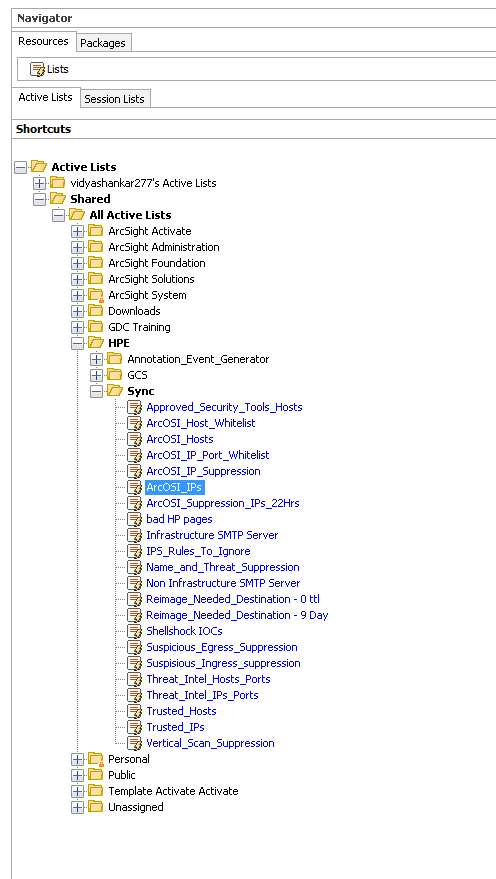 Navigator
Resources Packages
Lists
Active Lists Session Lists
Shortcuts
Active Lists
vidyashankar277's Active Lists
Shared
All Active Lists
ArcSight Activate
ArcSight Administration
ArcSight Foundation
ArcSight Solutions
ArcSight System
Downloads
GDC Training
HPE
Annotation_Event_Generator
GCS
Sync
Approved_Security_Tools_Hosts
ArcOSI_Host_Whitelist
ArcOSI_Hosts
ArcOSI_IP_Port_Whitelist
ArcOSI_IP_Suppression
ArcOSI_IPs
ArcOSI_Suppression_IPs_22Hrs
bad HP pages
Infrastructure SMTP Server
IPS_Rules_To_Ignore
Name_and_Threat_Suppression
Non Infrastructure SMTP Server
Reimage_Needed_Destination - 0 ttl
Reimage_Needed_Destination - 9 Day
Shellshock IOCs
Suspicious_Egress_Suppression
Suspisious_Ingress_suppression
Threat_Intel_Hosts_Ports
Threat_Intel_IPs_Ports
Trusted_Hosts
Trusted_IPs
Vertical_Scan_Suppression
Personal
Public
Template Activate Activate
Unassigned